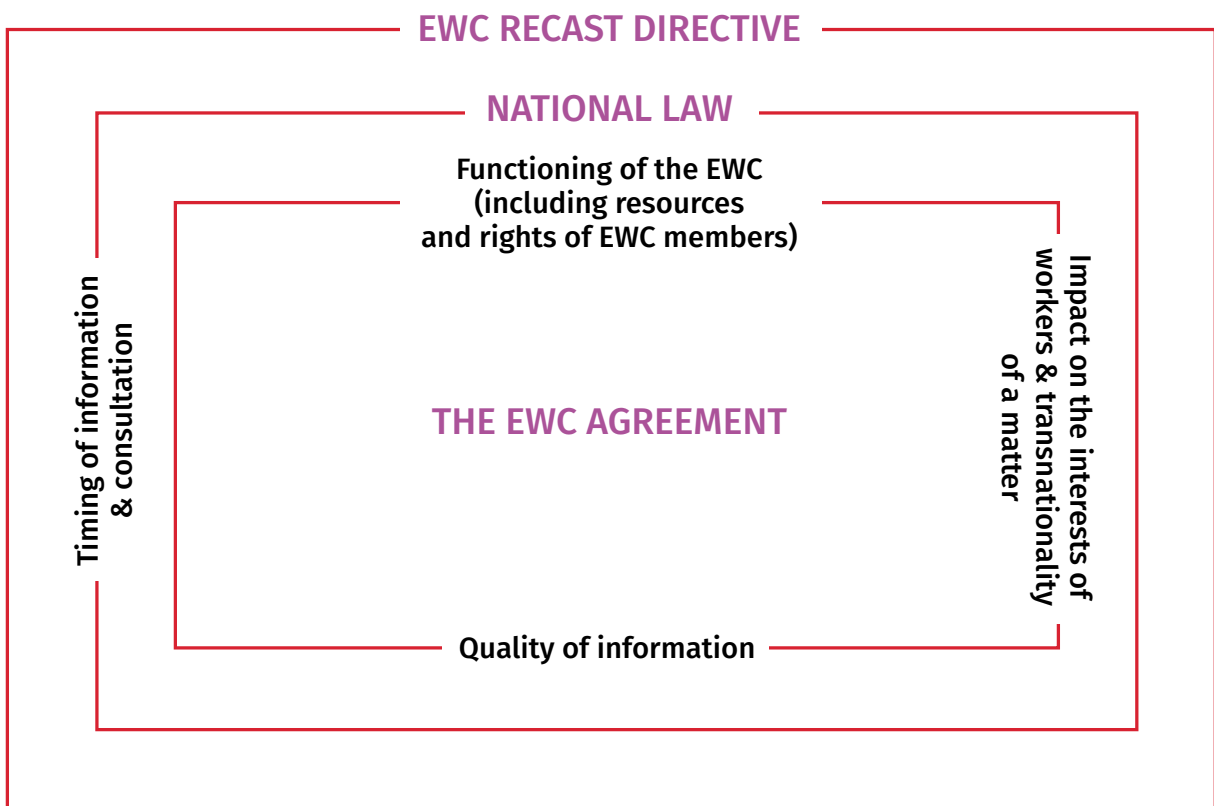 EWC RECAST DIRECTIVE
NATIONAL LAW
Functioning of the EWC
(including resources
and rights of EWC members)
Timing of information
& consultation
THE EWC AGREEMENT
Impact on the interests of
workers & transnationality
of a matter
Quality of information